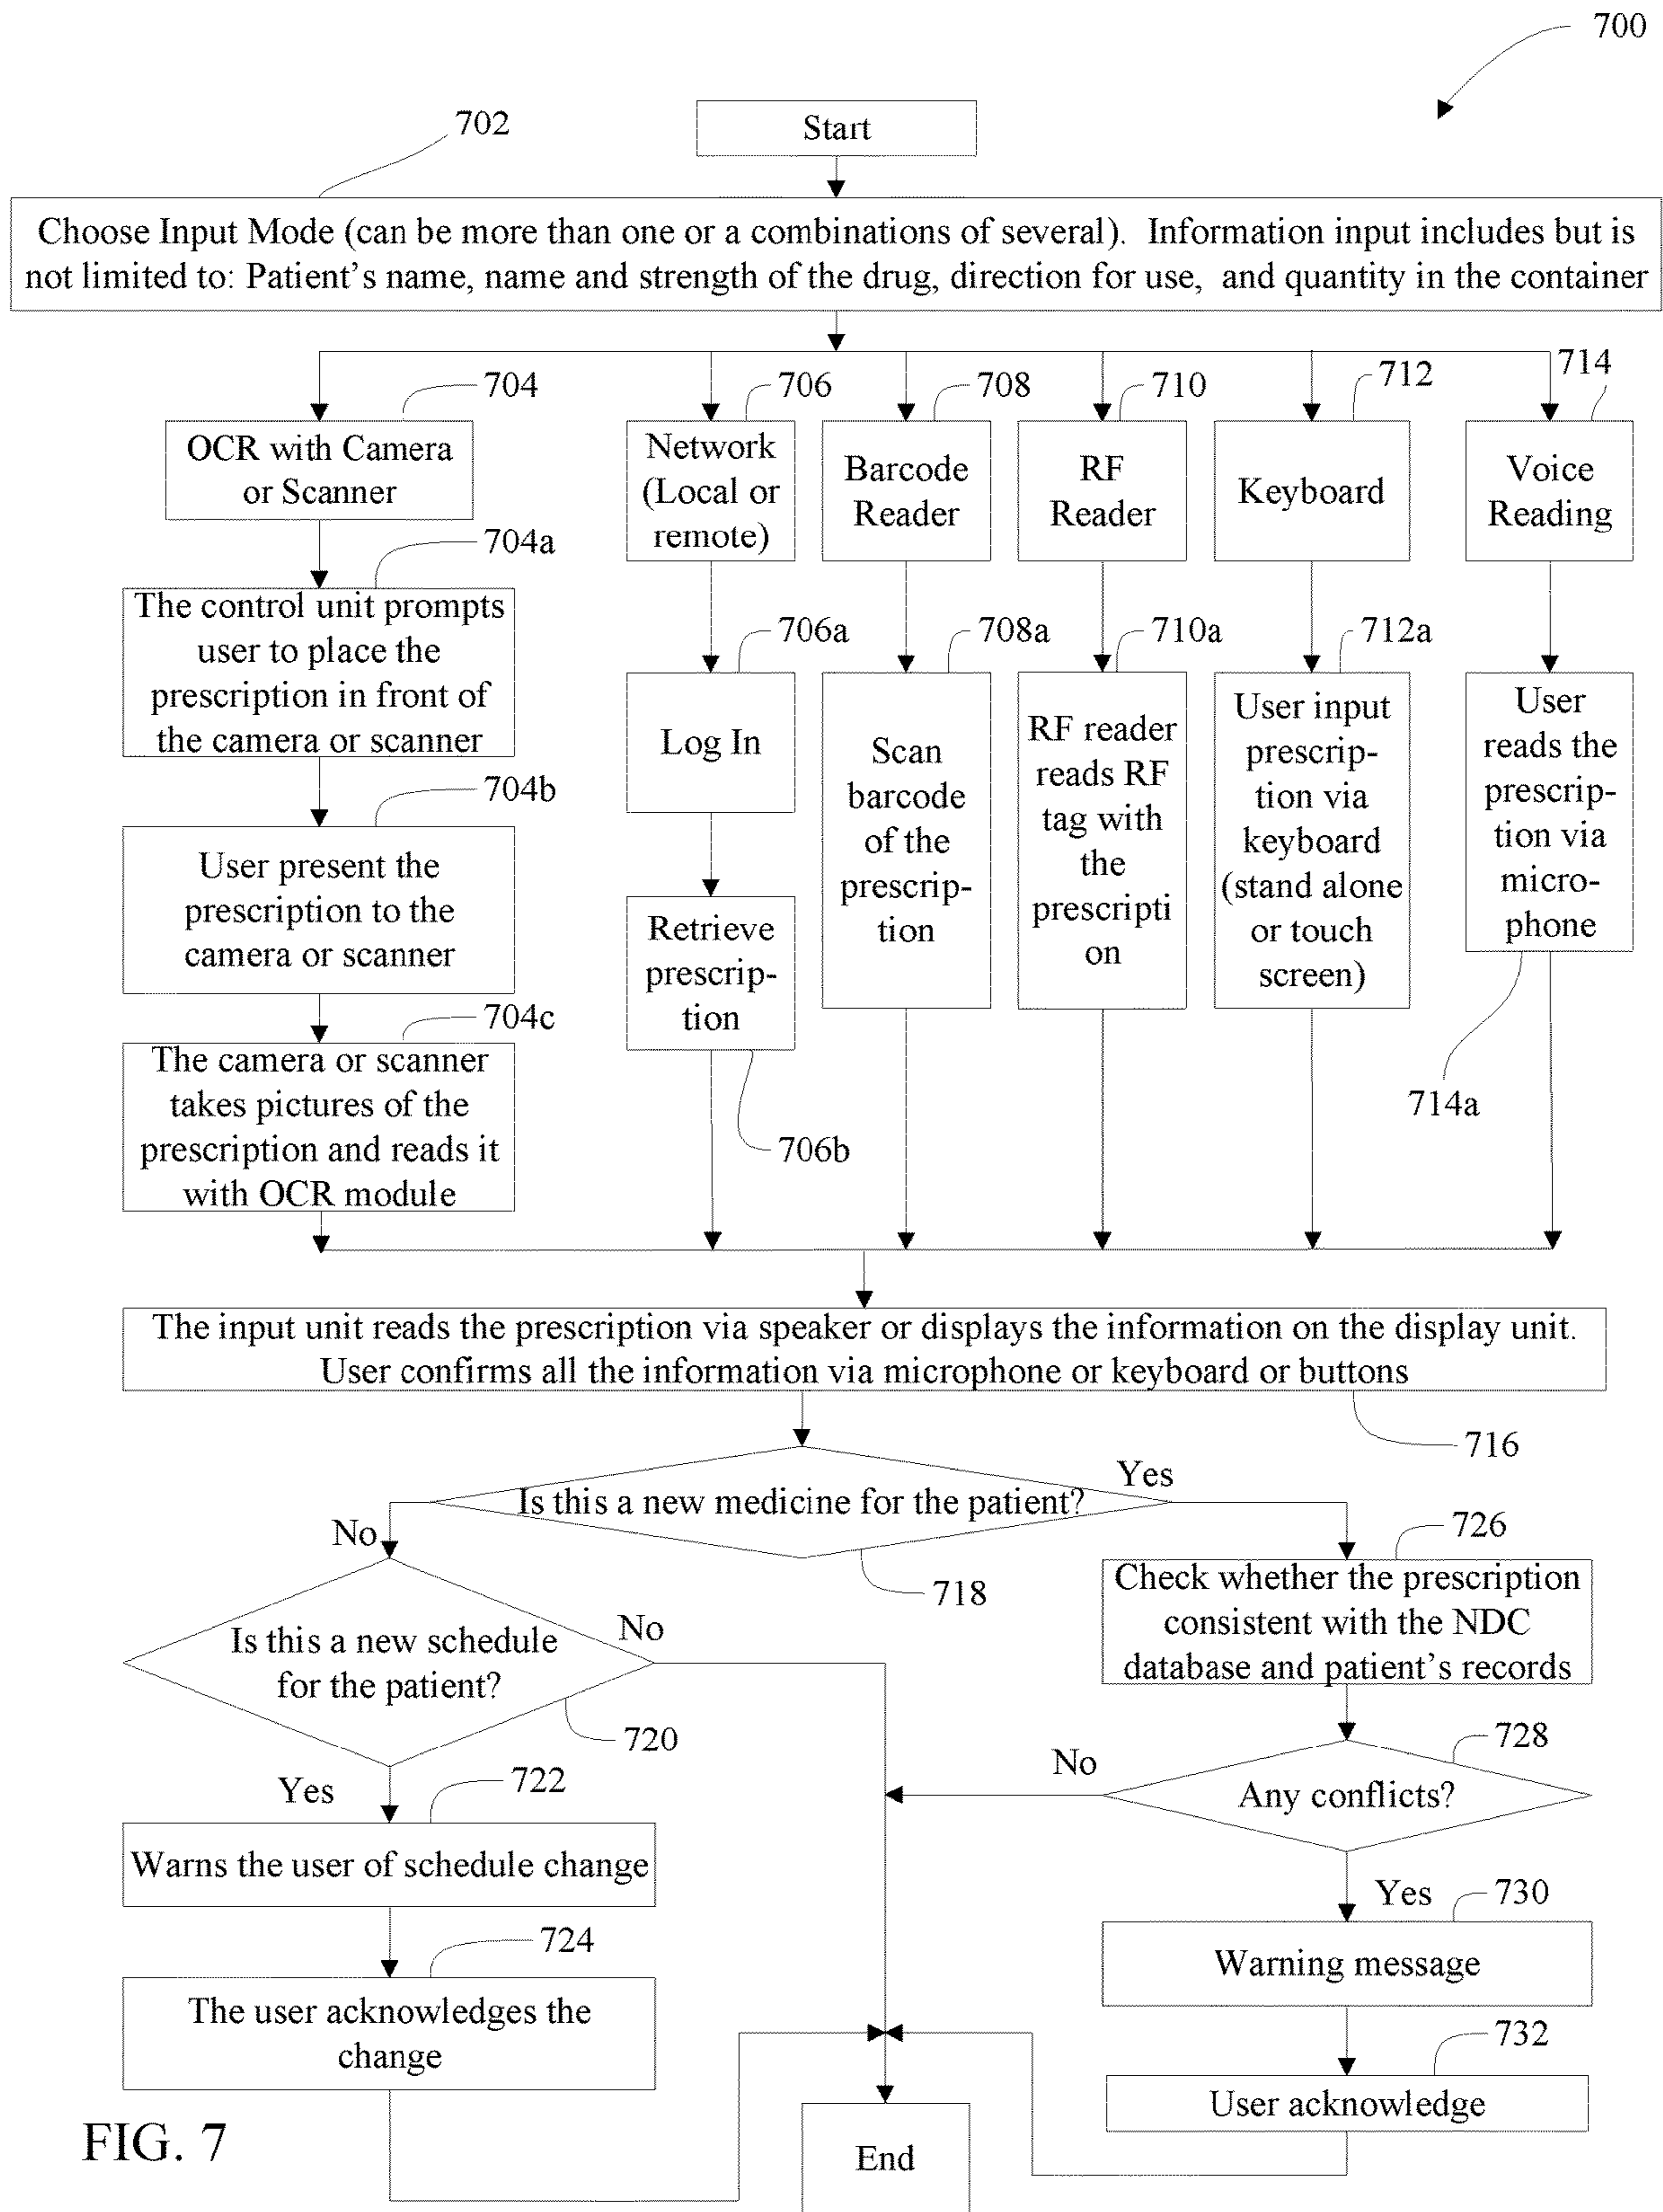 700
702
Start
Choose Input Mode (can be more than one or a combinations of several). Information input includes but is
not limited to: Patient's name, name and strength of the drug, direction for use, and quantity in the container
704
706
708
710
712
714
OCR with Camera
or Scanner
Network
(Local or
remote)
Barcode
Reader
RF
Reader
Keyboard
Voice
Reading
704a
The control unit prompts
user to place the
prescription in front of
the camera or scanner
706a
708a
710a
712a
Log In
Scan
barcode
of the
prescrip-
tion
RF reader
reads RF
tag with
the
prescripti
on
User input
prescrip-
tion via
keyboard
(stand alone
or touch
screen)
User
reads the
prescrip-
tion via
micro-
phone
704b
User present the
prescription to the
camera or scanner
Retrieve
prescrip-
tion
704c
The camera or scanner
takes pictures of the
prescription and reads it
with OCR module
706b
714a
The input unit reads the prescription via speaker or displays the information on the display unit.
User confirms all the information via microphone or keyboard or buttons
716
Is this a new medicine for the patient?
Yes
No
718
726
Check whether the prescription
consistent with the NDC
database and patient's records
Is this a new schedule
for the patient?
No
720
728
Any conflicts?
No
Yes
722
Warns the user of schedule change
Yes
730
Warning message
724
The user acknowledges the
change
732
User acknowledge
End
FIG. 7